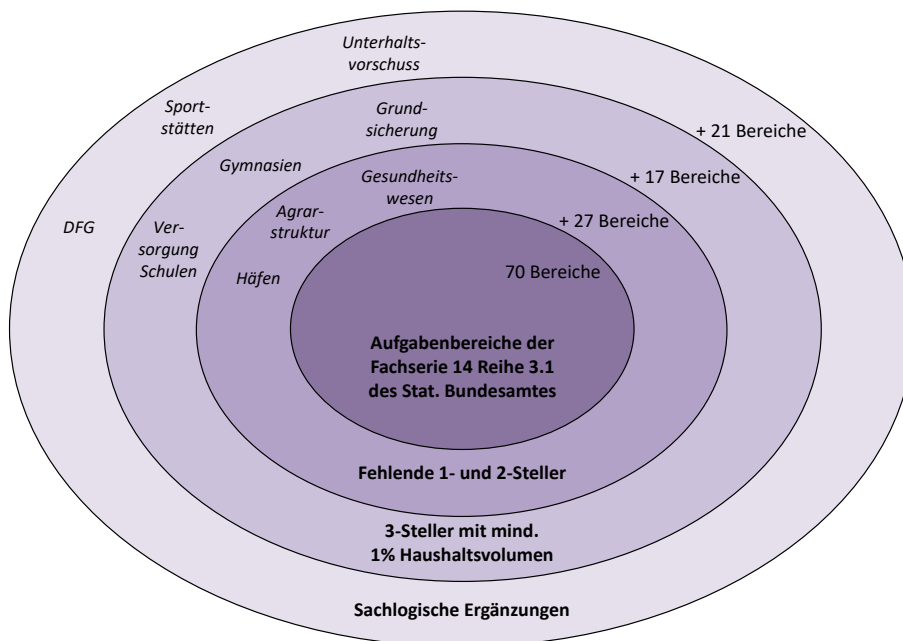 Unterhalts-
vorschuss
Sport-
stätten
Grund-
sicherung
+ 21 Bereiche
Gymnasien
+ 17 Bereiche
Gesundheits-
wesen
Agrar-
struktur
+ 27 Bereiche
DFG
Ver-
sorgung
Schulen
Häfen
70 Bereiche
Aufgabenbereiche der
Fachserie 14 Reihe 3.1
des Stat. Bundesamtes
Fehlende 1- und 2-Steller
3-Steller mit mind.
1% Haushaltsvolumen
Sachlogische Ergänzungen